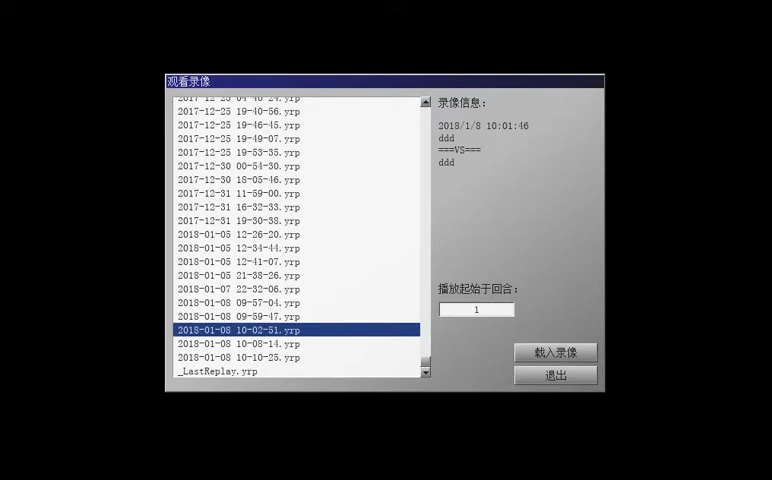 观看录像
2017-12-25 04-40-24.yrp
2017-12-25 19-40-56.yrp
2017-12-25 19-46-45.yrp
2017-12-25 19-49-07.yrp
2017-12-25 19-53-35.yrp
2017-12-30 00-54-30.yrp
2017-12-30 18-05-46.yrp
2017-12-31 11-59-00.yrp
2017-12-31 16-32-33.yrp
2017-12-31 19-30-38.yrp
2018-01-05 12-26-20.yrp
2018-01-05 12-34-44.yrp
2018-01-05 12-41-07.yrp
2018-01-05 21-38-26.yrp
2018-01-07 22-32-06.yrp
2018-01-08 09-57-04.yrp
2018-01-08 09-59-47.yrp
2018-01-08 10-02-51.yrp
2018-01-08 10-08-14.yrp
2018-01-08 10-10-25.yrp
_LastReplay.yrp
录像信息：
2018/1/8 10:01:46
ddd
===VS===
ddd
播放起始于回合：
1
载入录像
退出